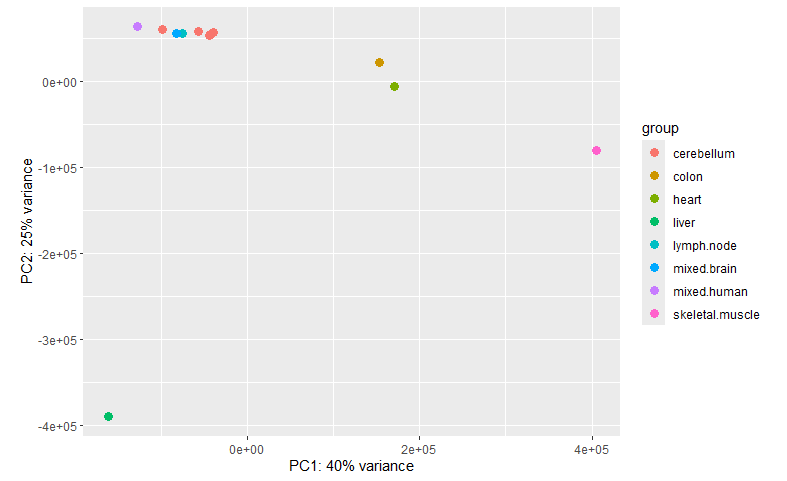 0e+00
-1e+05
-2e+05
-3e+05
-4e+05
PC2: 25% variance
0e+00
2e+05
4e+05
PC1: 40% variance
group
cerebellum
colon
heart
liver
lymph.node
mixed.brain
mixed.human
skeletal.muscle